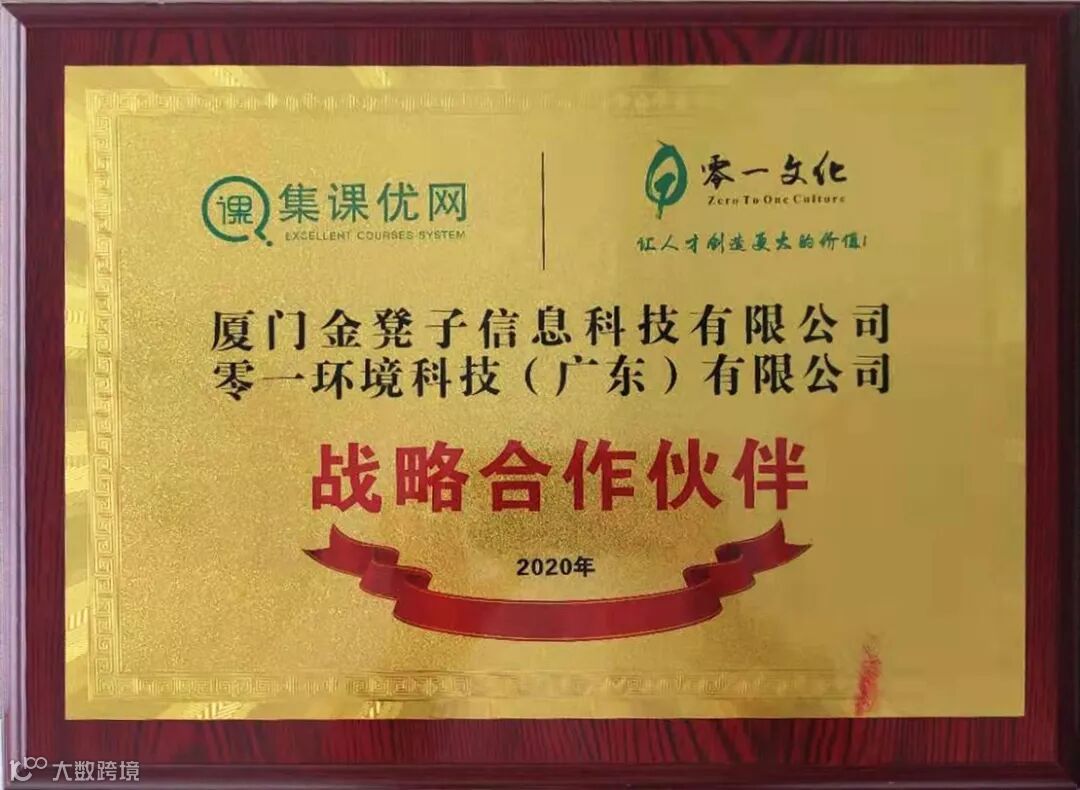 课 集课优网
EXCELLENT COURSES SYSTEM
零一文化
Zero To One Culture
让人才创造更大的价值!
厦门金凳子信息科技有限公司
零一环境科技（广东）有限公司
战略合作伙伴
2020年
大数跨境